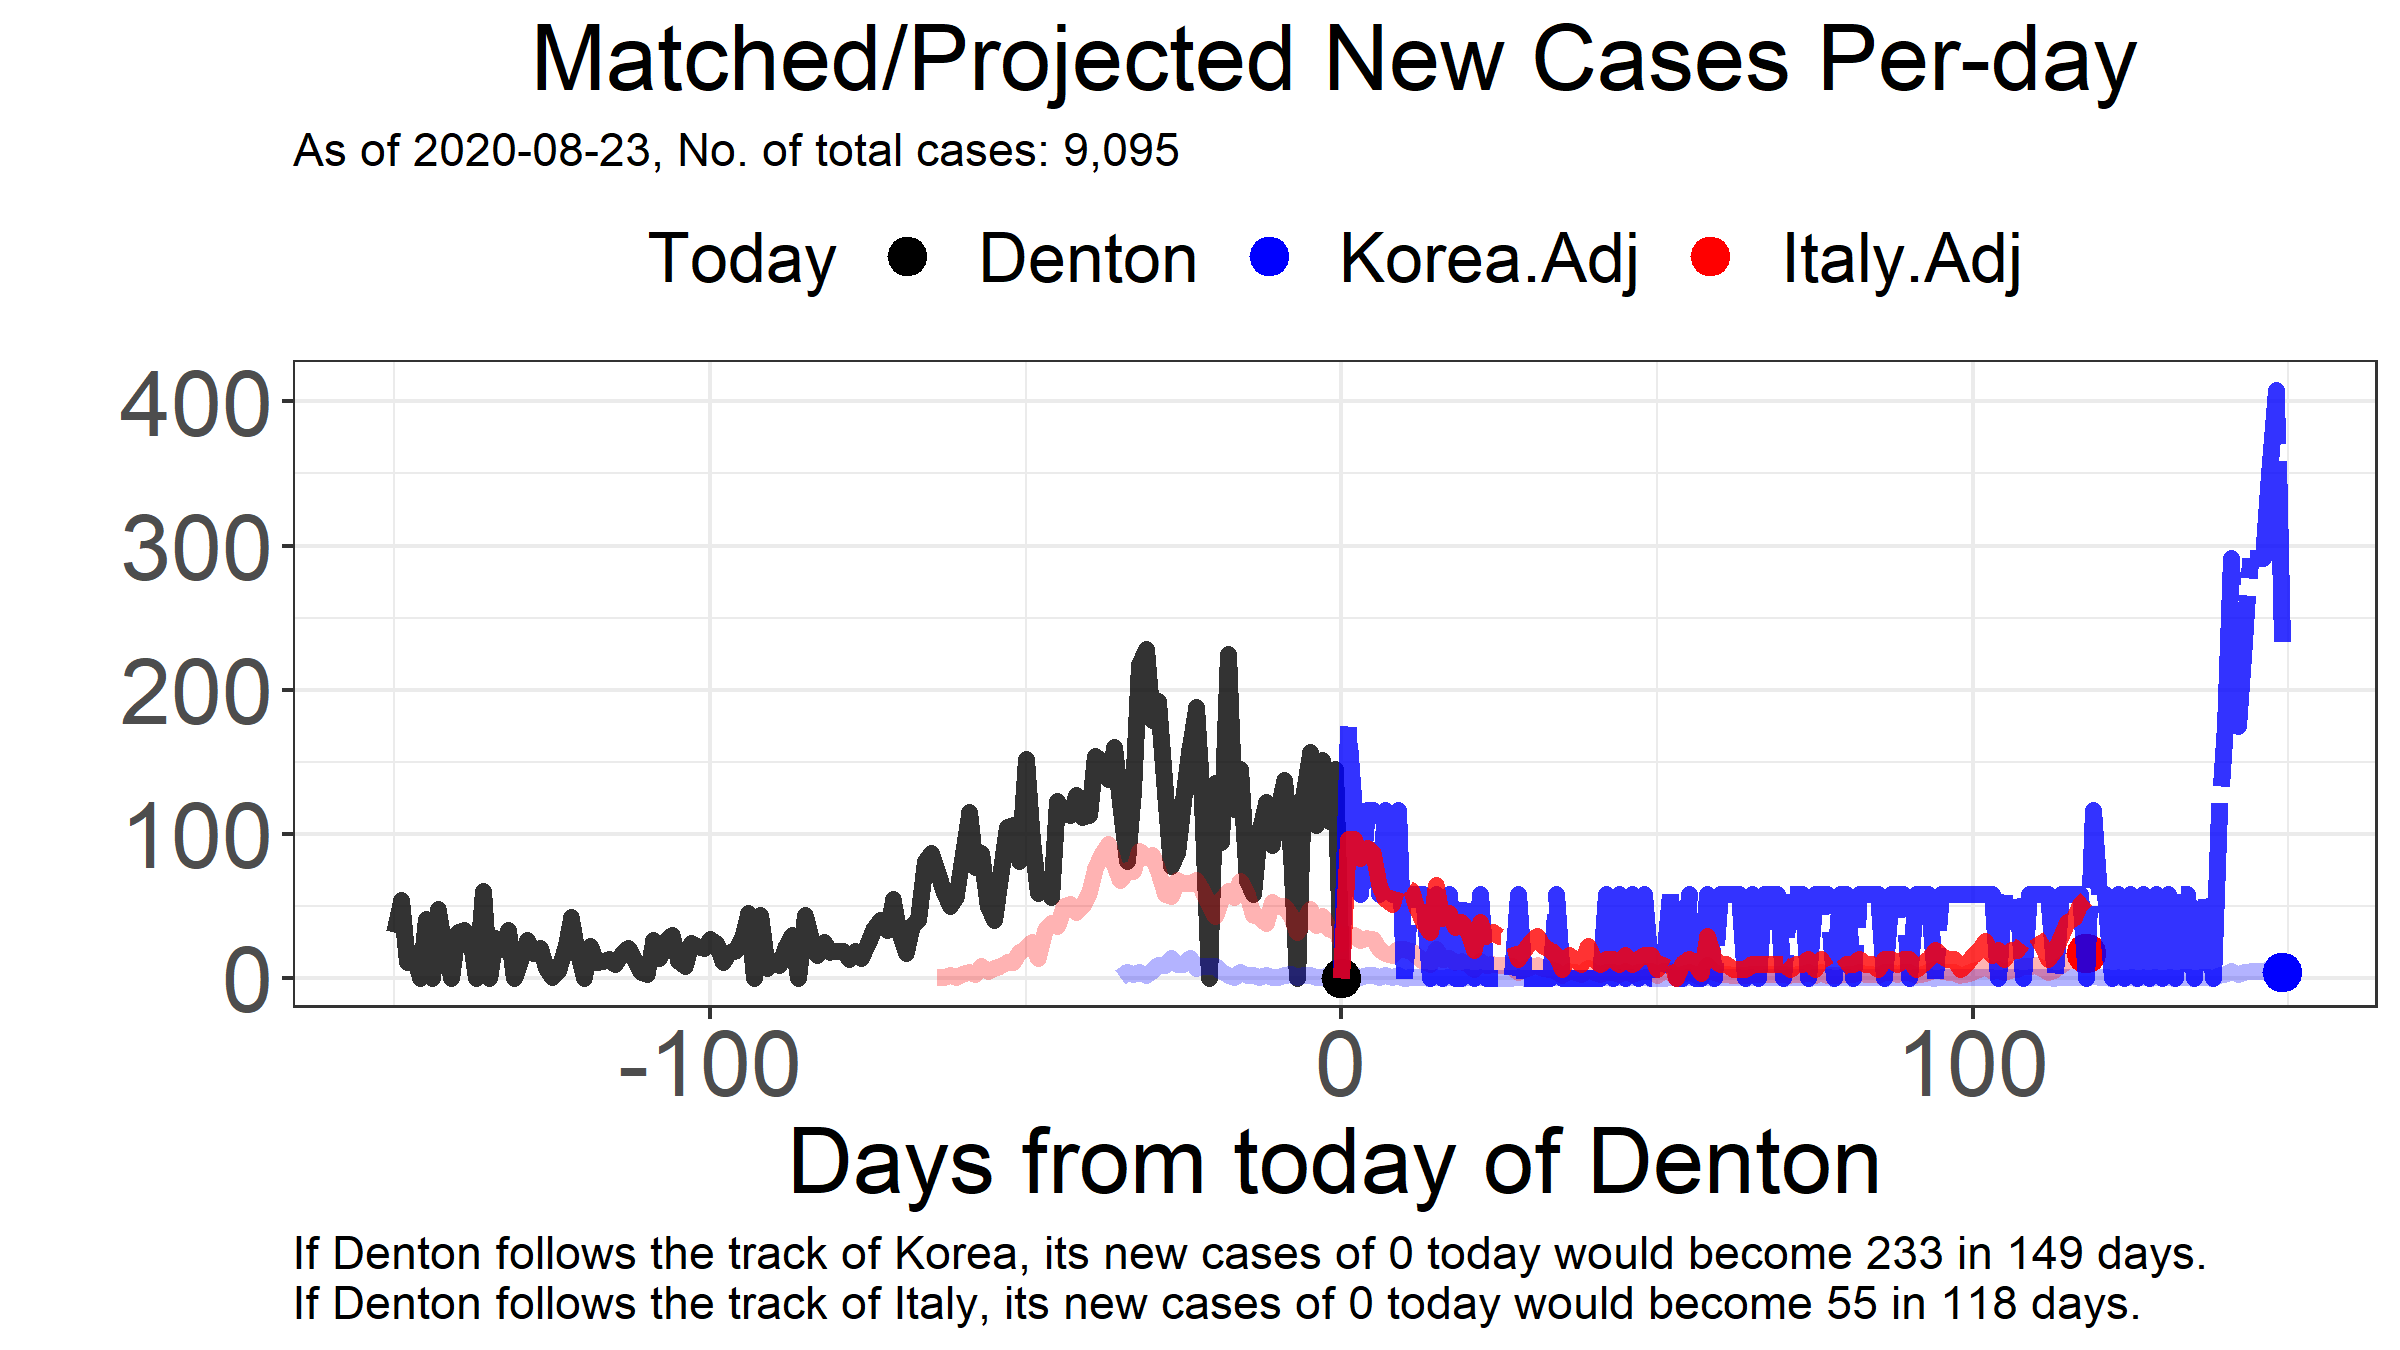 Matched/Projected New Cases Per-day
As of 2020-08-23, No. of total cases: 9,095
Today Denton Korea.Adj Italy.Adj
400
300
200
100
0
-100 0 100
Days from today of Denton
If Denton follows the track of Korea, its new cases of 0 today would become 233 in 149 days.
If Denton follows the track of Italy, its new cases of 0 today would become 55 in 118 days.